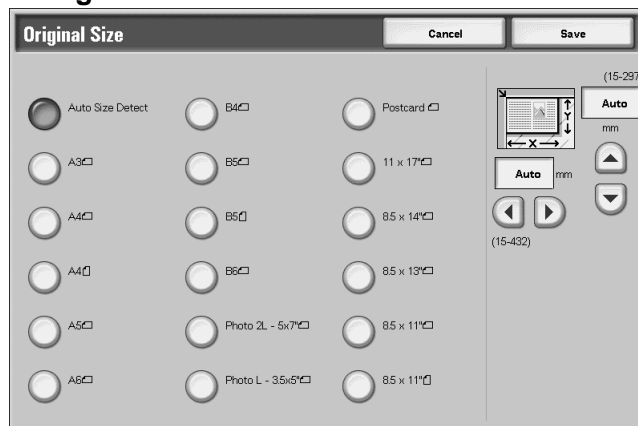 Original Size
Cancel
Save
Auto Size Detect
A3
A4
A4
A5
A6
B4
B5
B5
B6
Photo 2L - 5x7"
Photo L - 3.5x5"
Postcard
11 x 17"
8.5 x 14"
8.5 x 13"
8.5 x 11"
8.5 x 11"
(15-297
Y
X
Auto
mm
Auto mm
(15-432)